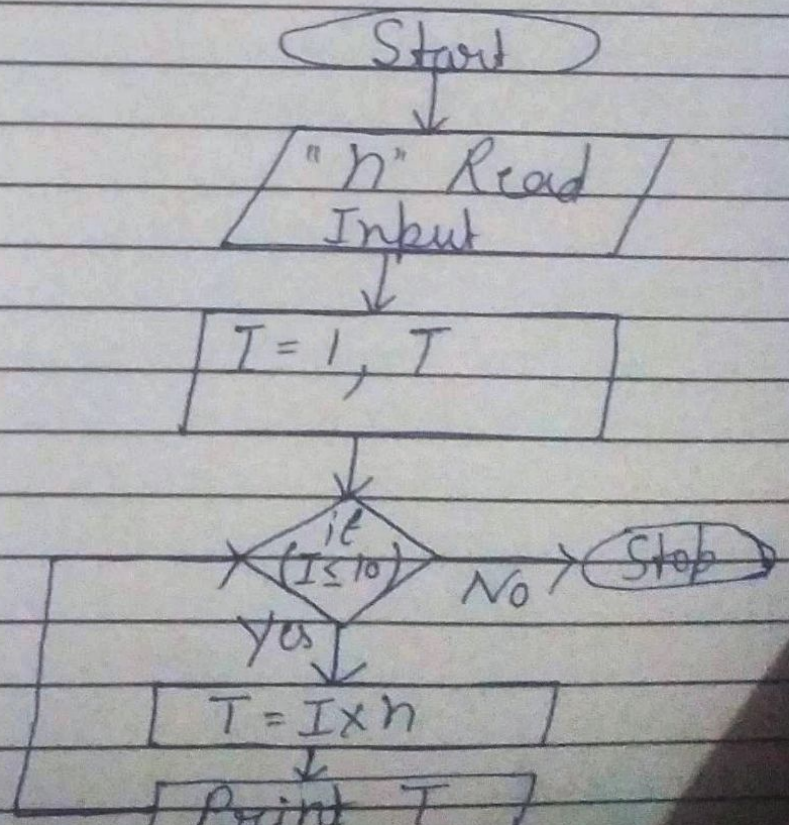 Start
"n" Read
Input
I = 1, T
if
(I ≤ 10)
No
Stop
Yes
T = I x n
Print T